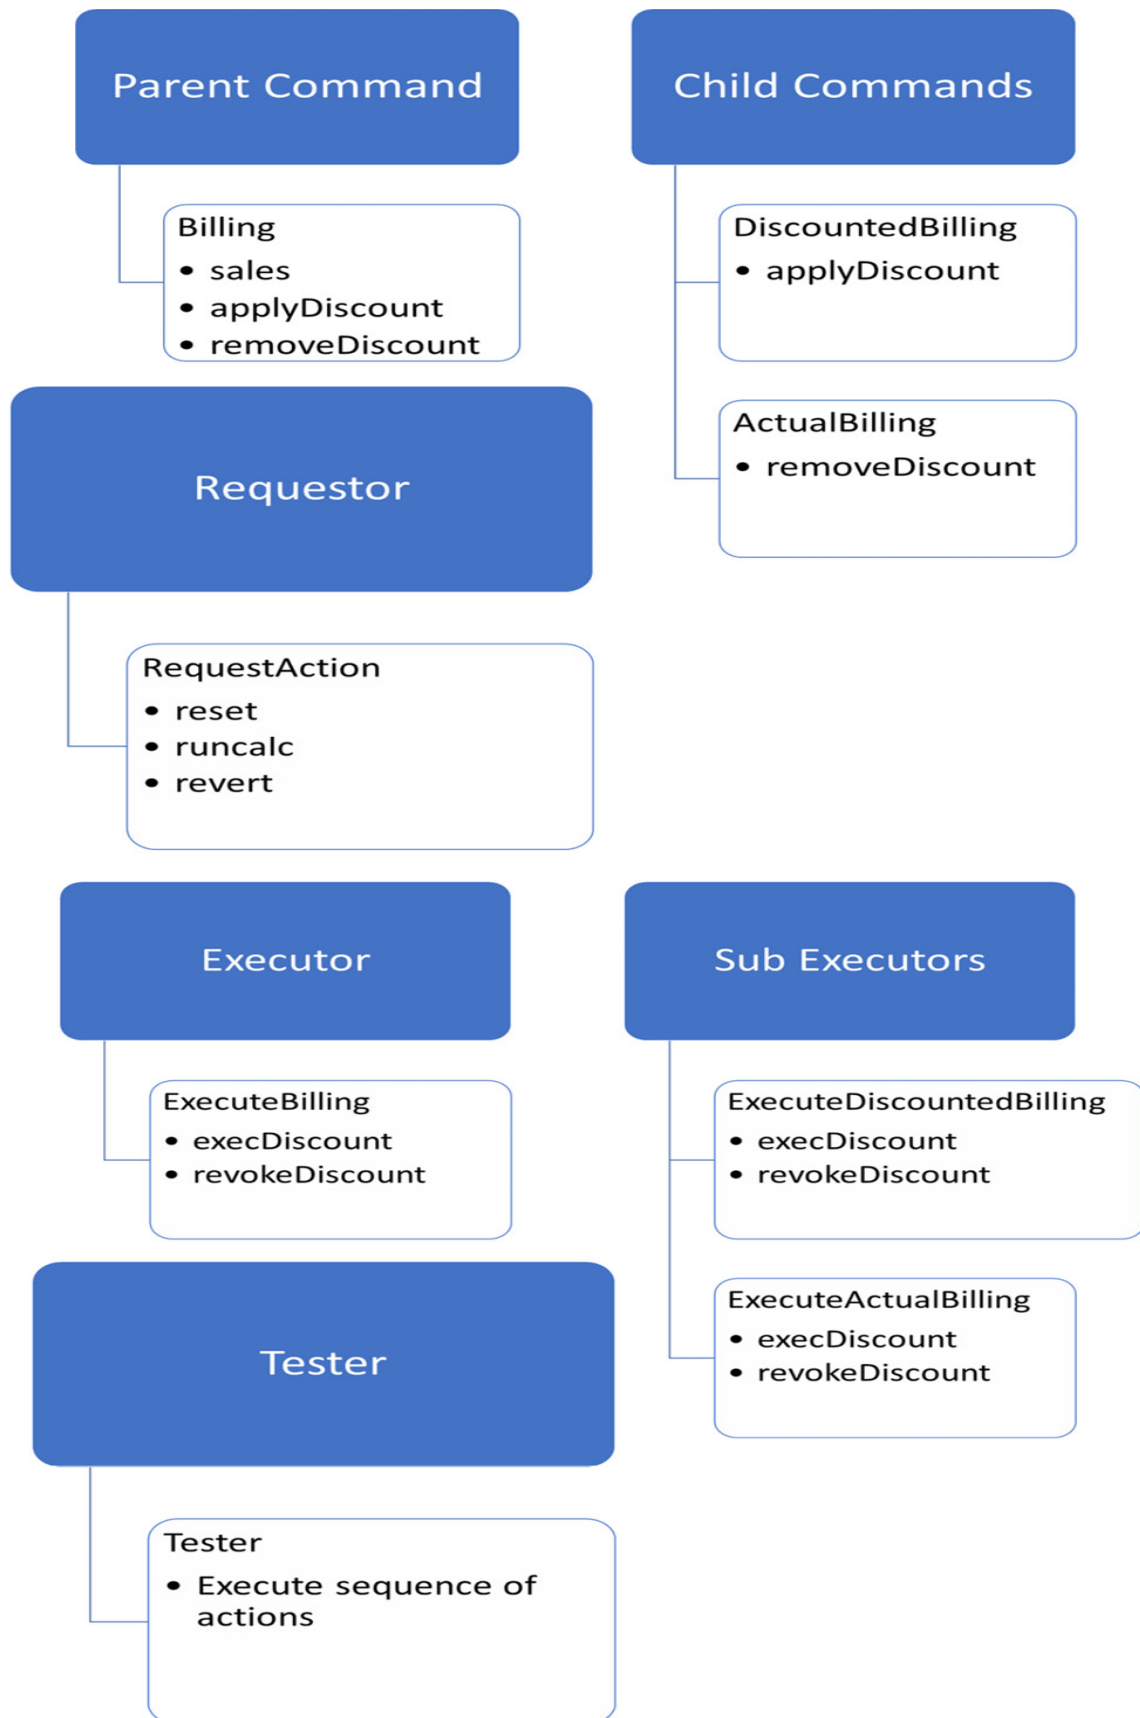 Parent Command
Billing
• sales
• applyDiscount
• removeDiscount
Child Commands
DiscountedBilling
• applyDiscount
ActualBilling
• removeDiscount
Requestor
RequestAction
• reset
• runcalc
• revert
Executor
ExecuteBilling
• execDiscount
• revokeDiscount
Sub Executors
ExecuteDiscountedBilling
• execDiscount
• revokeDiscount
ExecuteActualBilling
• execDiscount
• revokeDiscount
Tester
Tester
• Execute sequence of
actions